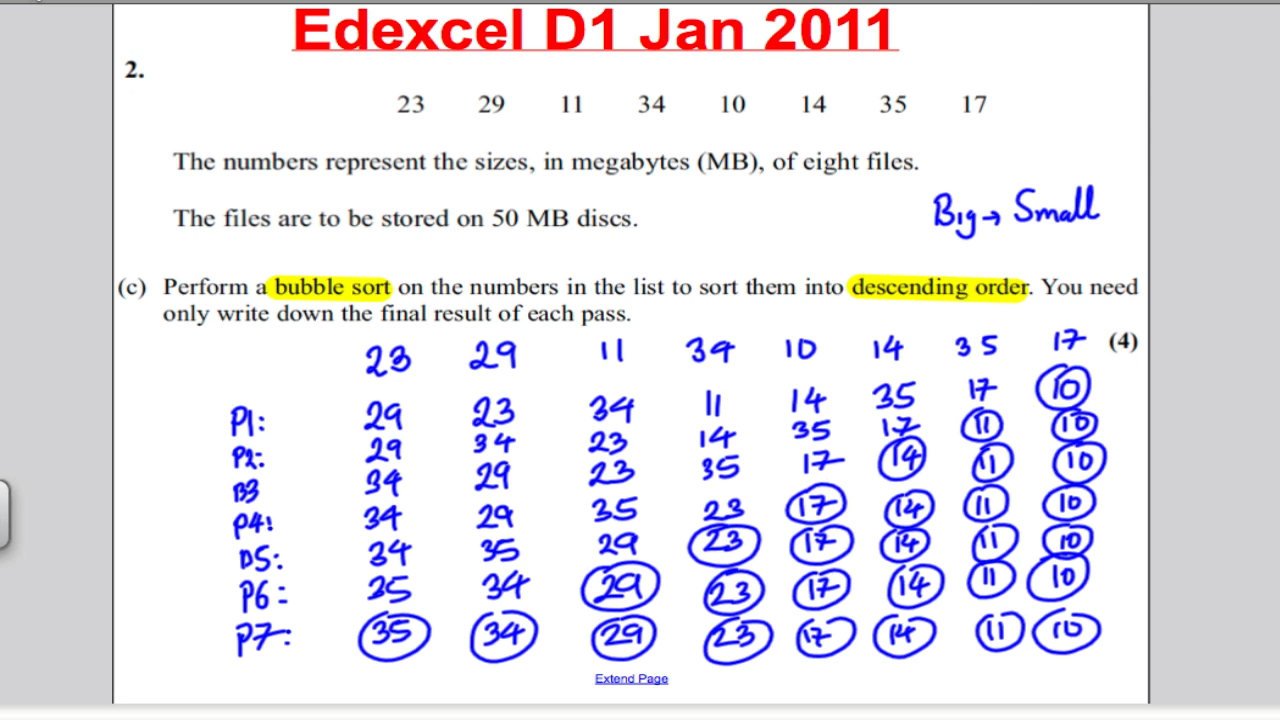 Edexcel D1 Jan 2011
2.
23 29 11 34 10 14 35 17
The numbers represent the sizes, in megabytes (MB), of eight files.
The files are to be stored on 50 MB discs.
Big → Small
(c) Perform a bubble sort on the numbers in the list to sort them into descending order. You need
only write down the final result of each pass.
(4)
23 29 11 34 10 14 35 17
P1: 29 23 34 11 14 35 17 10
P2: 29 34 23 14 35 17 11 10
P3 34 29 23 35 17 14 11 10
P4: 34 29 35 23 17 14 11 10
P5: 34 35 29 23 17 14 11 10
P6: 35 34 29 23 17 14 11 10
P7: 35 34 29 23 17 14 11 10
Extend Page